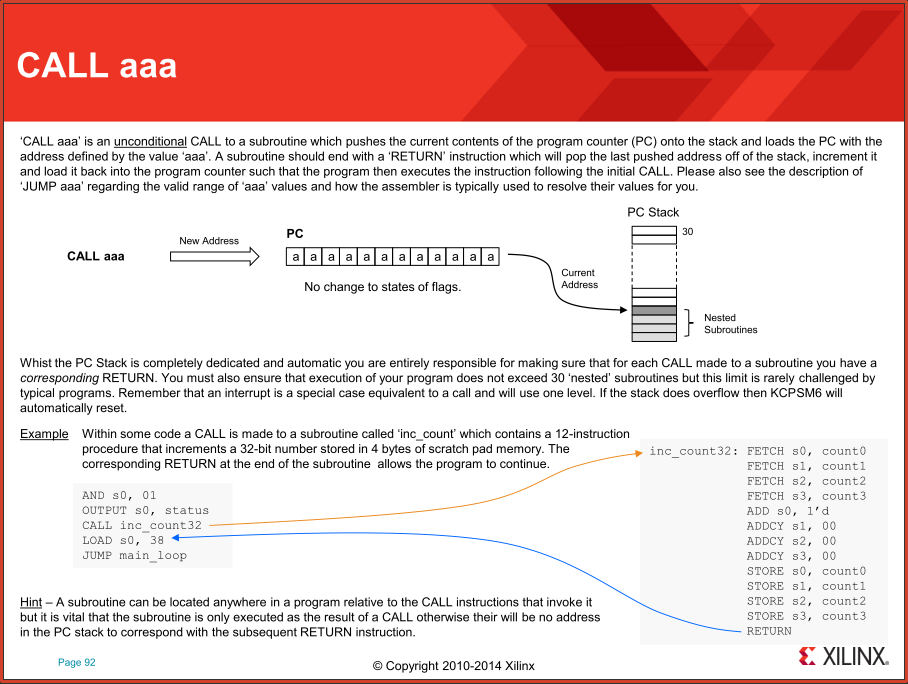 CALL aaa
‘CALL aaa’ is an unconditional CALL to a subroutine which pushes the current contents of the program counter (PC) onto the stack and loads the PC with the
address defined by the value ‘aaa’. A subroutine should end with a ‘RETURN’ instruction which will pop the last pushed address off of the stack, increment it
and load it back into the program counter such that the program then executes the instruction following the initial CALL. Please also see the description of
‘JUMP aaa’ regarding the valid range of ‘aaa’ values and how the assembler is typically used to resolve their values for you.
PC Stack
30
CALL aaa
New Address
PC
a a a a a a a a a a a a
No change to states of flags.
Current
Address
Nested
Subroutines
Whist the PC Stack is completely dedicated and automatic you are entirely responsible for making sure that for each CALL made to a subroutine you have a
corresponding RETURN. You must also ensure that execution of your program does not exceed 30 ‘nested’ subroutines but this limit is rarely challenged by
typical programs. Remember that an interrupt is a special case equivalent to a call and will use one level. If the stack does overflow then KCPSM6 will
automatically reset.
Example Within some code a CALL is made to a subroutine called ‘inc_count’ which contains a 12-instruction
procedure that increments a 32-bit number stored in 4 bytes of scratch pad memory. The
corresponding RETURN at the end of the subroutine allows the program to continue.
AND s0, 01
OUTPUT s0, status
CALL inc_count32
LOAD s0, 38
JUMP main_loop
inc_count32: FETCH s0, count0
FETCH s1, count1
FETCH s2, count2
FETCH s3, count3
ADD s0, 1’d
ADDCY s1, 00
ADDCY s2, 00
ADDCY s3, 00
STORE s0, count0
STORE s1, count1
STORE s2, count2
STORE s3, count3
RETURN
Hint – A subroutine can be located anywhere in a program relative to the CALL instructions that invoke it
but it is vital that the subroutine is only executed as the result of a CALL otherwise their will be no address
in the PC stack to correspond with the subsequent RETURN instruction.
Page 92
© Copyright 2010-2014 Xilinx
XILINX